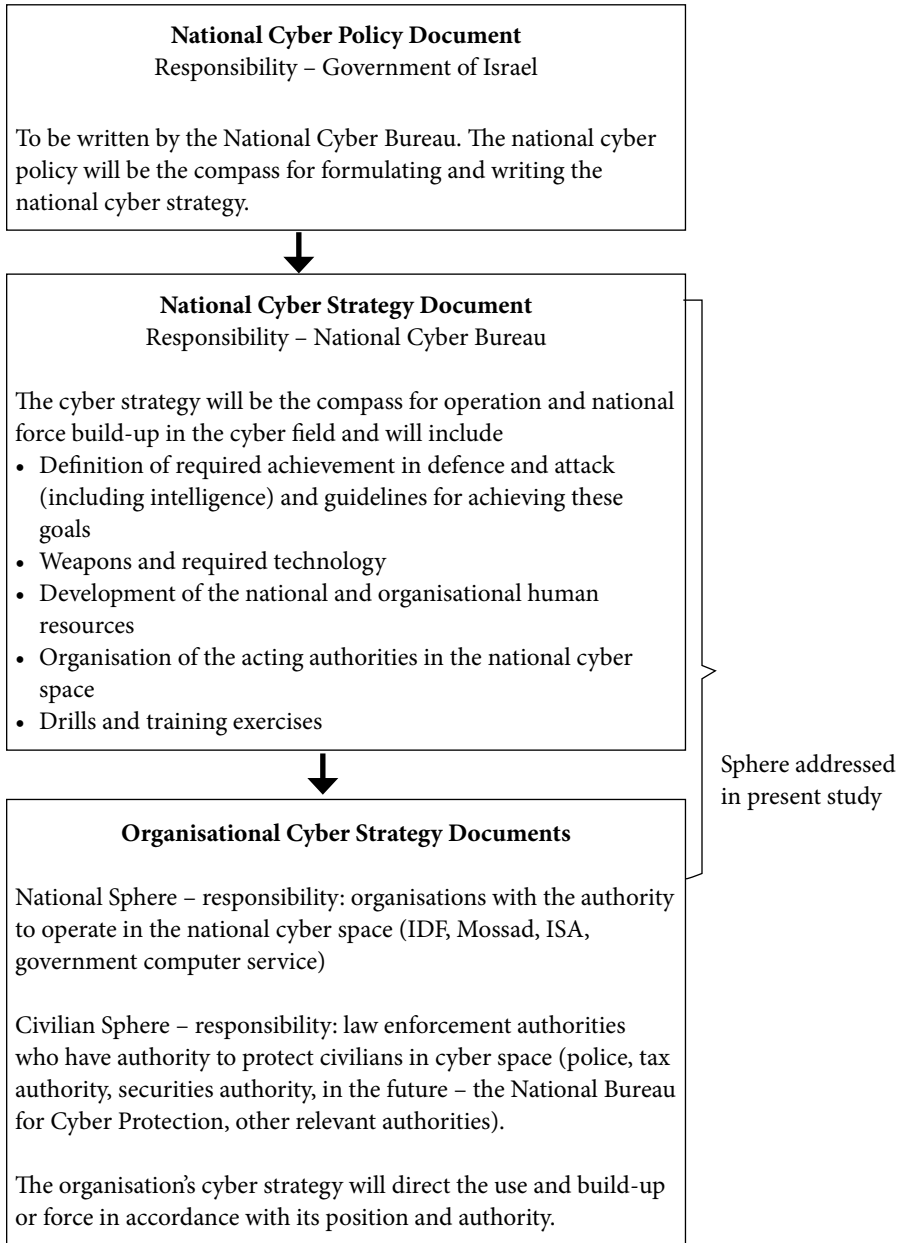 National Cyber Policy Document
Responsibility – Government of Israel
To be written by the National Cyber Bureau. The national cyber
policy will be the compass for formulating and writing the
national cyber strategy.
National Cyber Strategy Document
Responsibility – National Cyber Bureau
The cyber strategy will be the compass for operation and national
force build-up in the cyber field and will include
• Definition of required achievement in defence and attack
(including intelligence) and guidelines for achieving these
goals
• Weapons and required technology
• Development of the national and organisational human
resources
• Organisation of the acting authorities in the national cyber
space
• Drills and training exercises
Sphere addressed
in present study
Organisational Cyber Strategy Documents
National Sphere – responsibility: organisations with the authority
to operate in the national cyber space (IDF, Mossad, ISA,
government computer service)
Civilian Sphere – responsibility: law enforcement authorities
who have authority to protect civilians in cyber space (police, tax
authority, securities authority, in the future – the National Bureau
for Cyber Protection, other relevant authorities).
The organisation's cyber strategy will direct the use and build-up
or force in accordance with its position and authority.